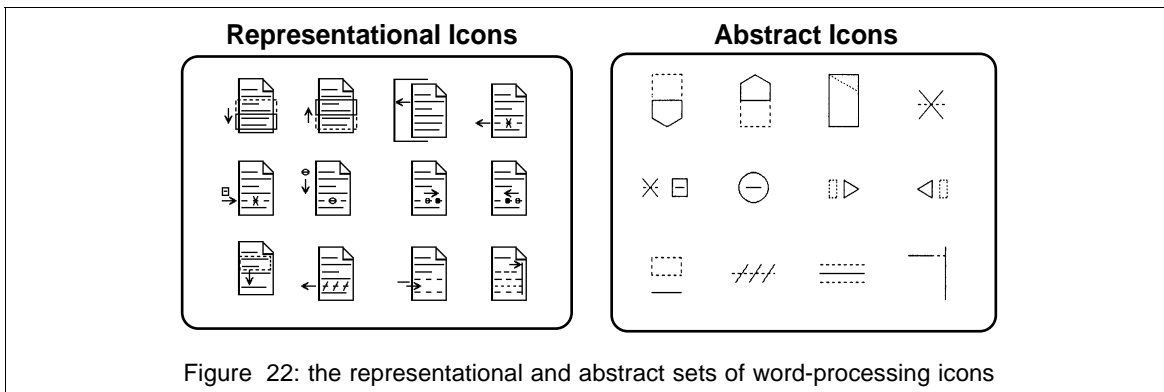 Representational Icons
Abstract Icons
Figure 22: the representational and abstract sets of word-processing icons